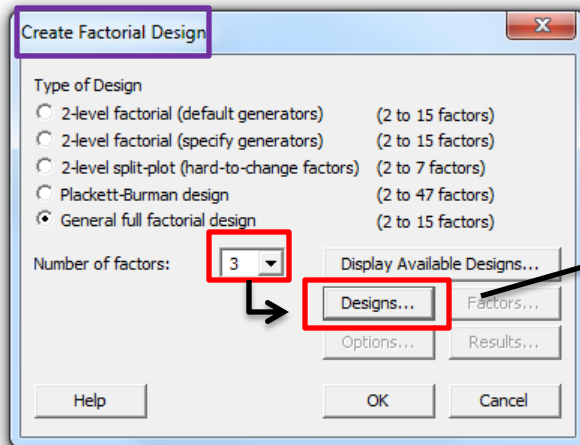 Create Factorial Design
Type of Design
2-level factorial (default generators) (2 to 15 factors)
2-level factorial (specify generators) (2 to 15 factors)
2-level split-plot (hard-to-change factors) (2 to 7 factors)
Plackett-Burman design (2 to 47 factors)
General full factorial design (2 to 15 factors)
Number of factors: 3 Display Available Designs...
Designs... Factors...
Options... Results...
Help OK Cancel